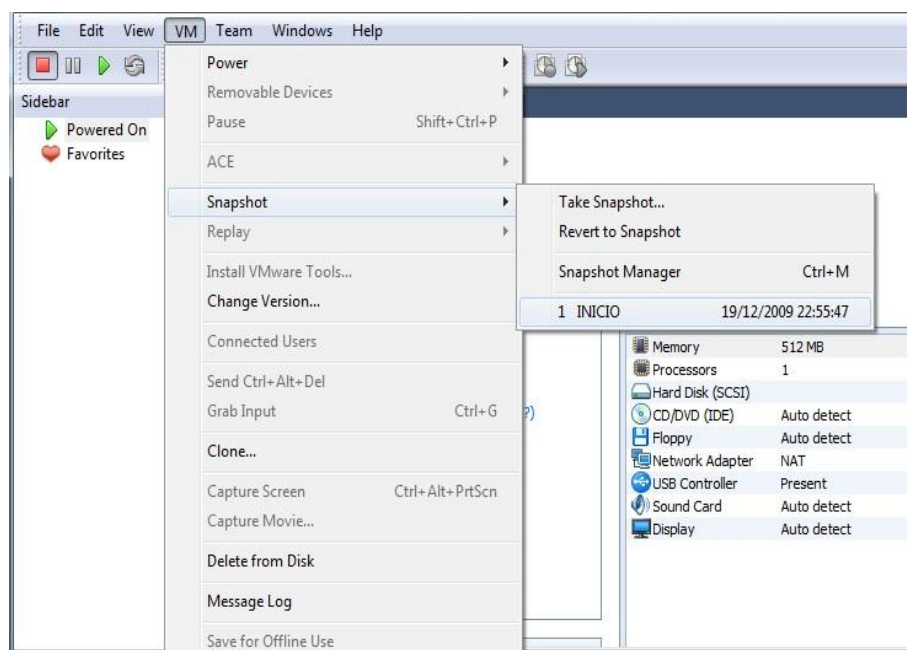 File Edit View VM Team Windows Help
Sidebar
Powered On
Favorites
Power
Removable Devices
Pause Shift+Ctrl+P
ACE
Snapshot
Replay
Install VMware Tools...
Change Version...
Connected Users
Send Ctrl+Alt+Del
Grab Input Ctrl+G
Clone...
Capture Screen Ctrl+Alt+PrtScn
Capture Movie...
Delete from Disk
Message Log
Save for Offline Use
Take Snapshot...
Revert to Snapshot
Snapshot Manager Ctrl+M
1 INICIO 19/12/2009 22:55:47
?)
Memory 512 MB
Processors 1
Hard Disk (SCSI)
CD/DVD (IDE) Auto detect
Floppy Auto detect
Network Adapter NAT
USB Controller Present
Sound Card Auto detect
Display Auto detect